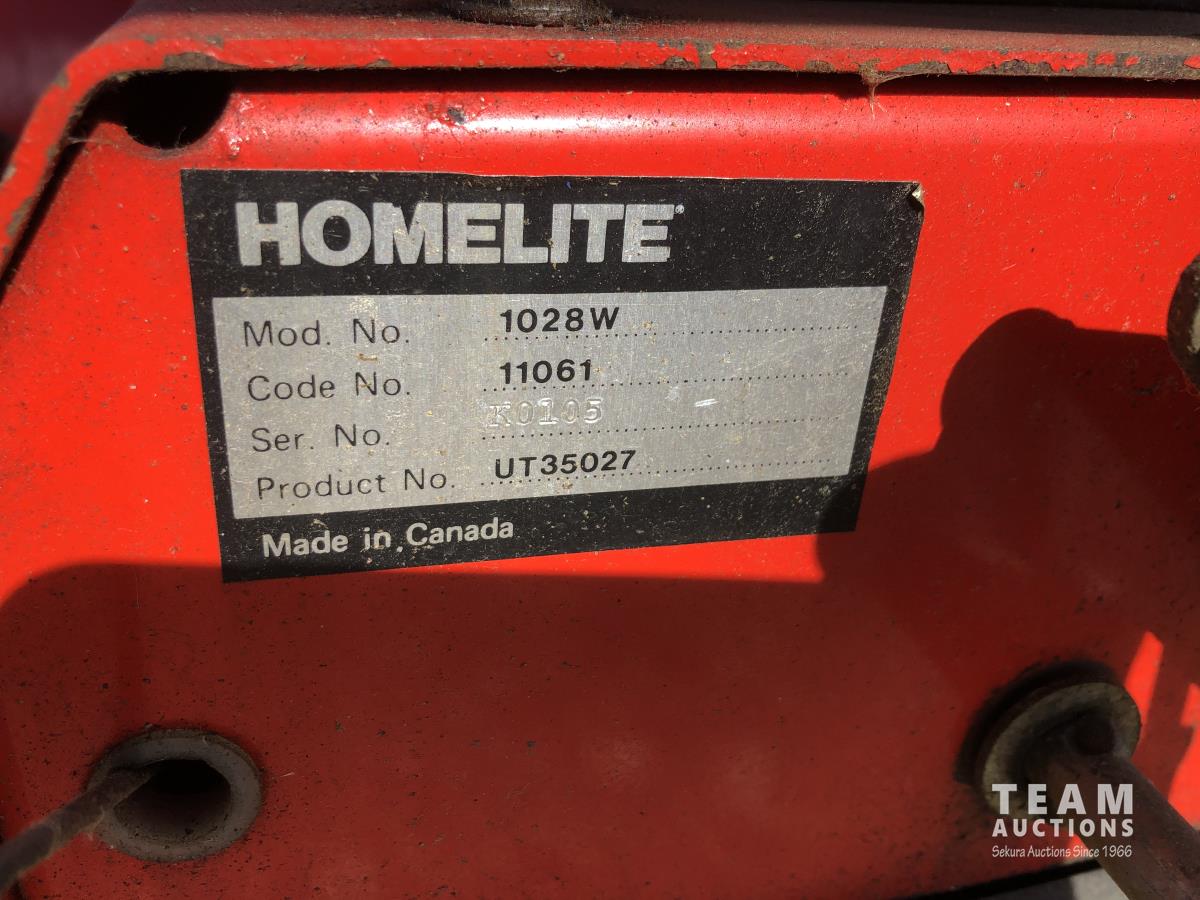 HOMELITE
Mod. No. 1028W
Code No. 11061
Ser. No. K0105
Product No. UT35027
Made in Canada
TEAM
AUCTIONS
Sekura Auctions Since 1966